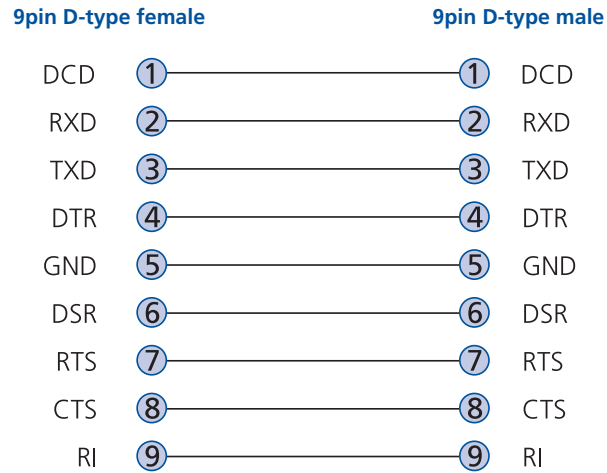 9pin D-type female 9pin D-type male
DCD 1 1 DCD
RXD 2 2 RXD
TXD 3 3 TXD
DTR 4 4 DTR
GND 5 5 GND
DSR 6 6 DSR
RTS 7 7 RTS
CTS 8 8 CTS
RI 9 9 RI